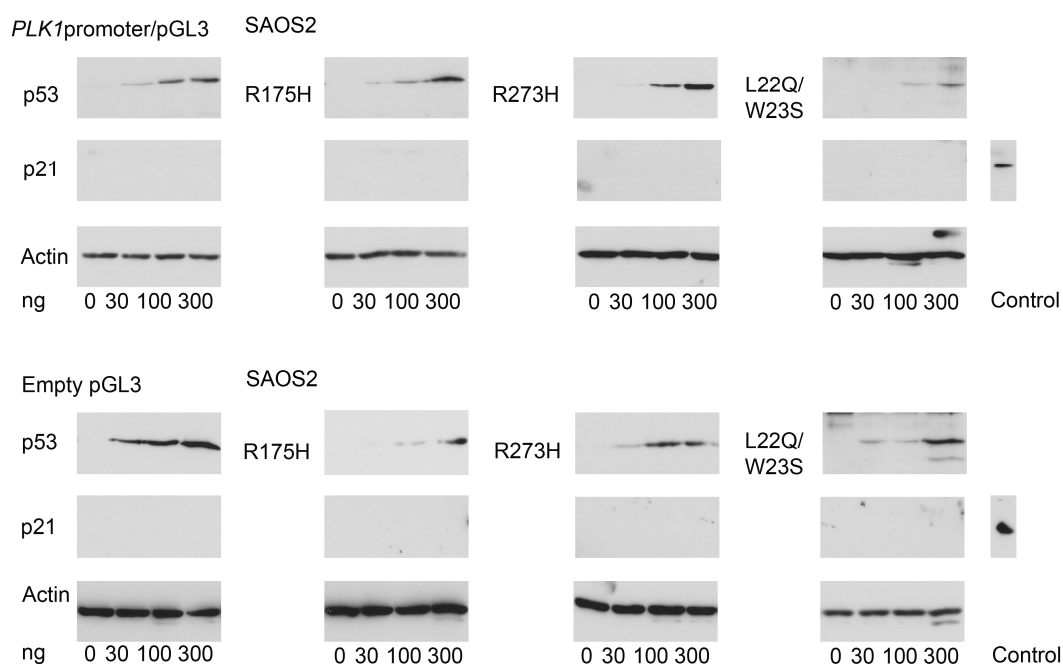 PLK1promoter/pGL3 SAOS2
p53 R175H R273H L22Q/
W23S
p21
Actin
ng 0 30 100 300 0 30 100 300 0 30 100 300 0 30 100 300 Control
Empty pGL3 SAOS2
p53 R175H R273H L22Q/
W23S
p21
Actin
ng 0 30 100 300 0 30 100 300 0 30 100 300 0 30 100 300 Control